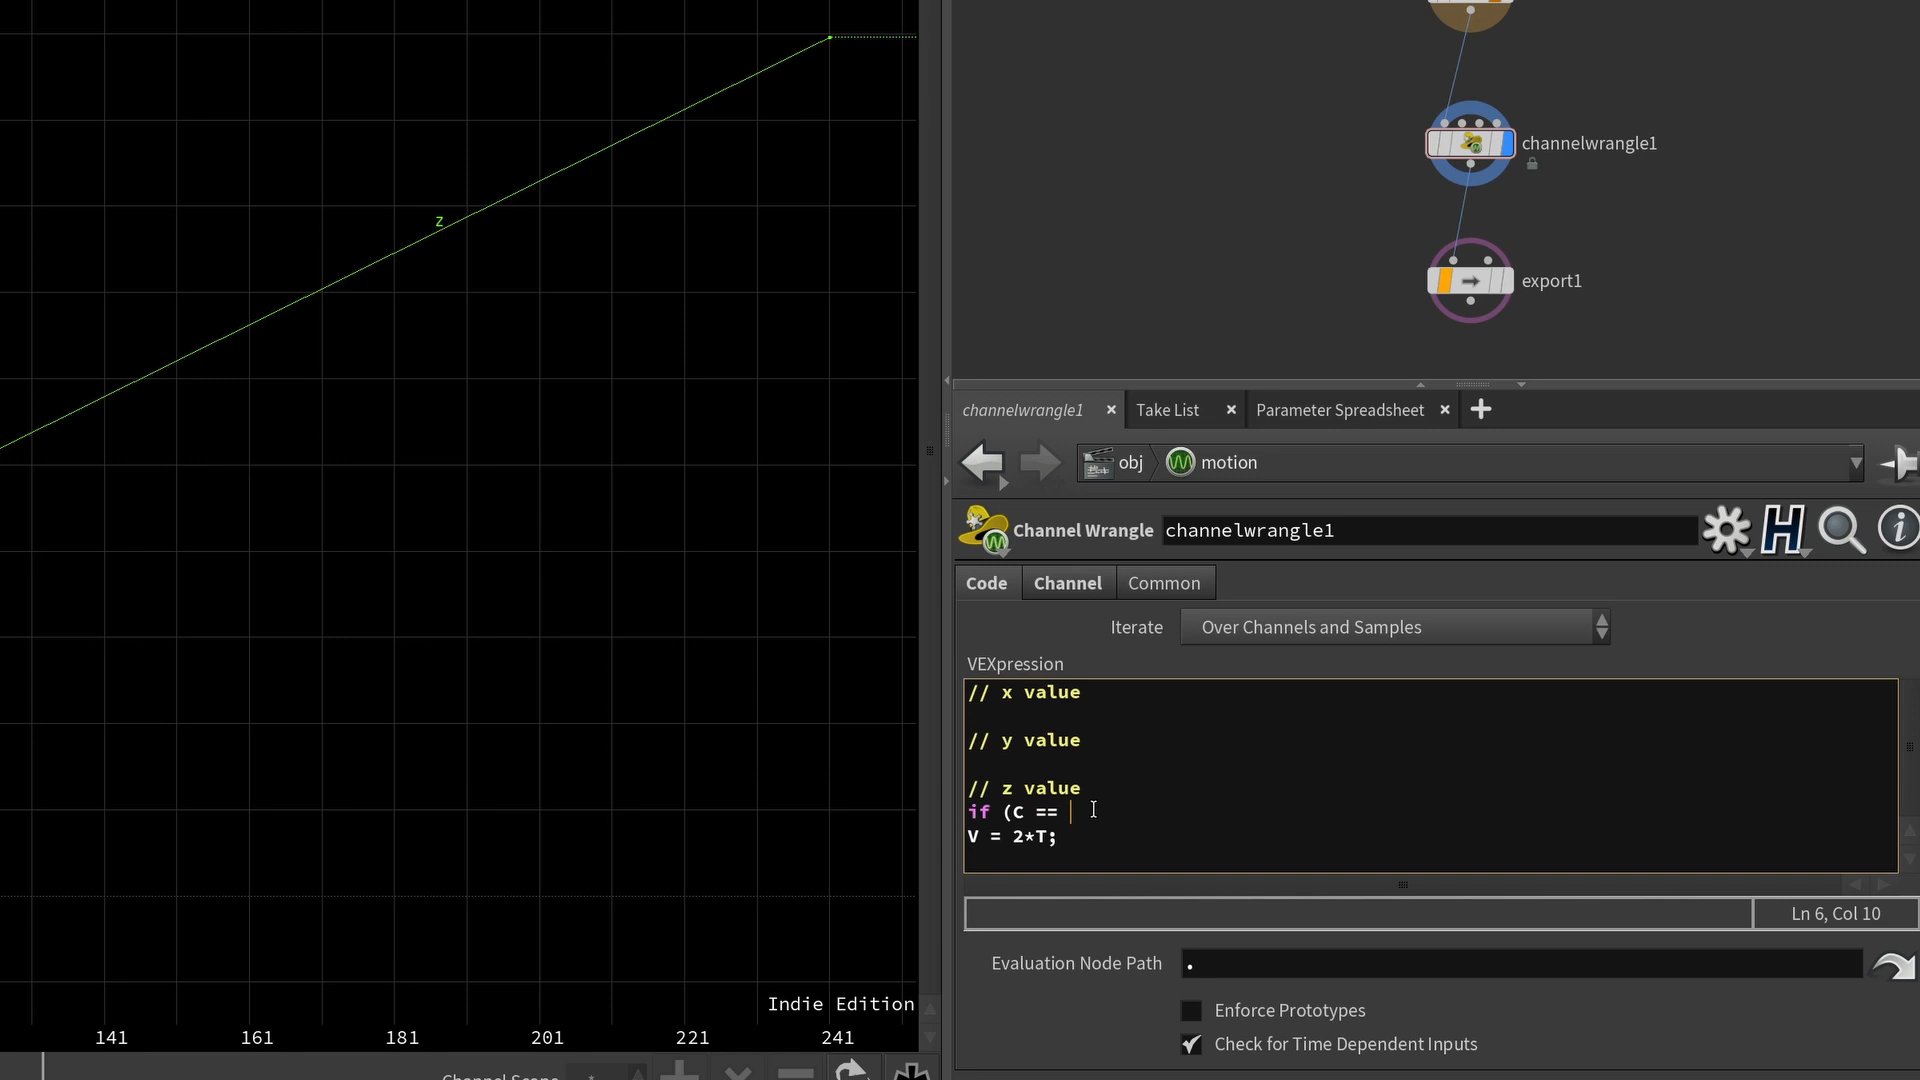 z
Indie Edition
141 161 181 201 221 241
channelwrangle1
export1
channelwrangle1 Take List Parameter Spreadsheet
obj motion
Channel Wrangle channelwrangle1
Code Channel Common
Iterate Over Channels and Samples
VEXpression
// x value
// y value
// z value
if (C ==
V = 2*T;
Ln 6, Col 10
Evaluation Node Path .
Enforce Prototypes
Check for Time Dependent Inputs